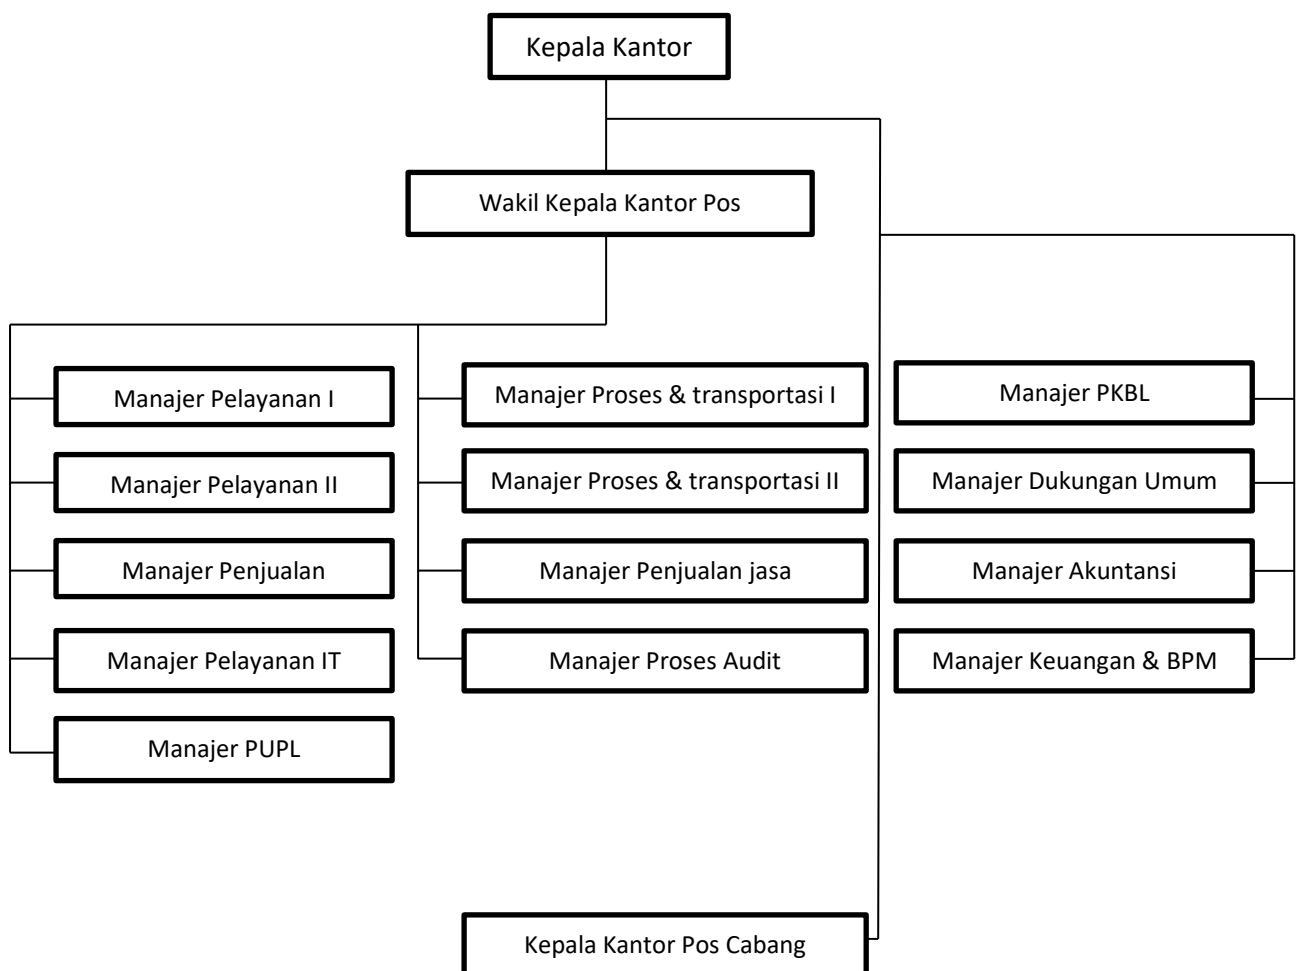 Kepala Kantor
Wakil Kepala Kantor Pos
Manajer Pelayanan I
Manajer Pelayanan II
Manajer Penjualan
Manajer Pelayanan IT
Manajer PUPL
Manajer Proses & transportasi I
Manajer Proses & transportasi II
Manajer Penjualan jasa
Manajer Proses Audit
Manajer PKBL
Manajer Dukungan Umum
Manajer Akuntansi
Manajer Keuangan & BPM
Kepala Kantor Pos Cabang